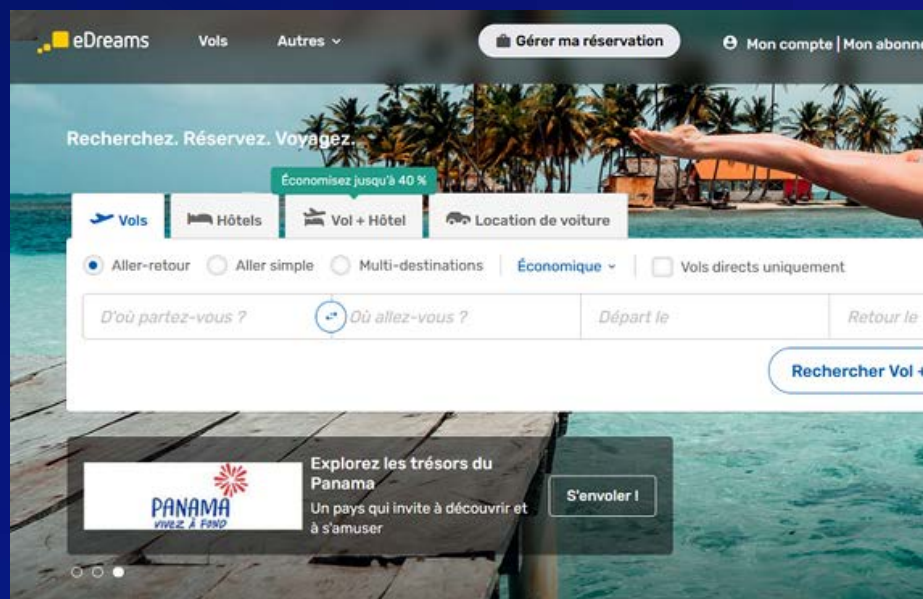 eDreams Vols Autres Gérer ma réservation Mon compte | Mon abonne
Recherchez. Réservez. Voyagez.
Économisez jusqu'à 40 %
Vols Hôtels Vol + Hôtel Location de voiture
Aller-retour Aller simple Multi-destinations Économique Vols directs uniquement
D'où partez-vous ? Où allez-vous ? Départ le Retour le
Rechercher Vol +
PANAMA
VIVEZ À FOND
Explorez les trésors du
Panama
Un pays qui invite à découvrir et
à s'amuser
S'envoler !